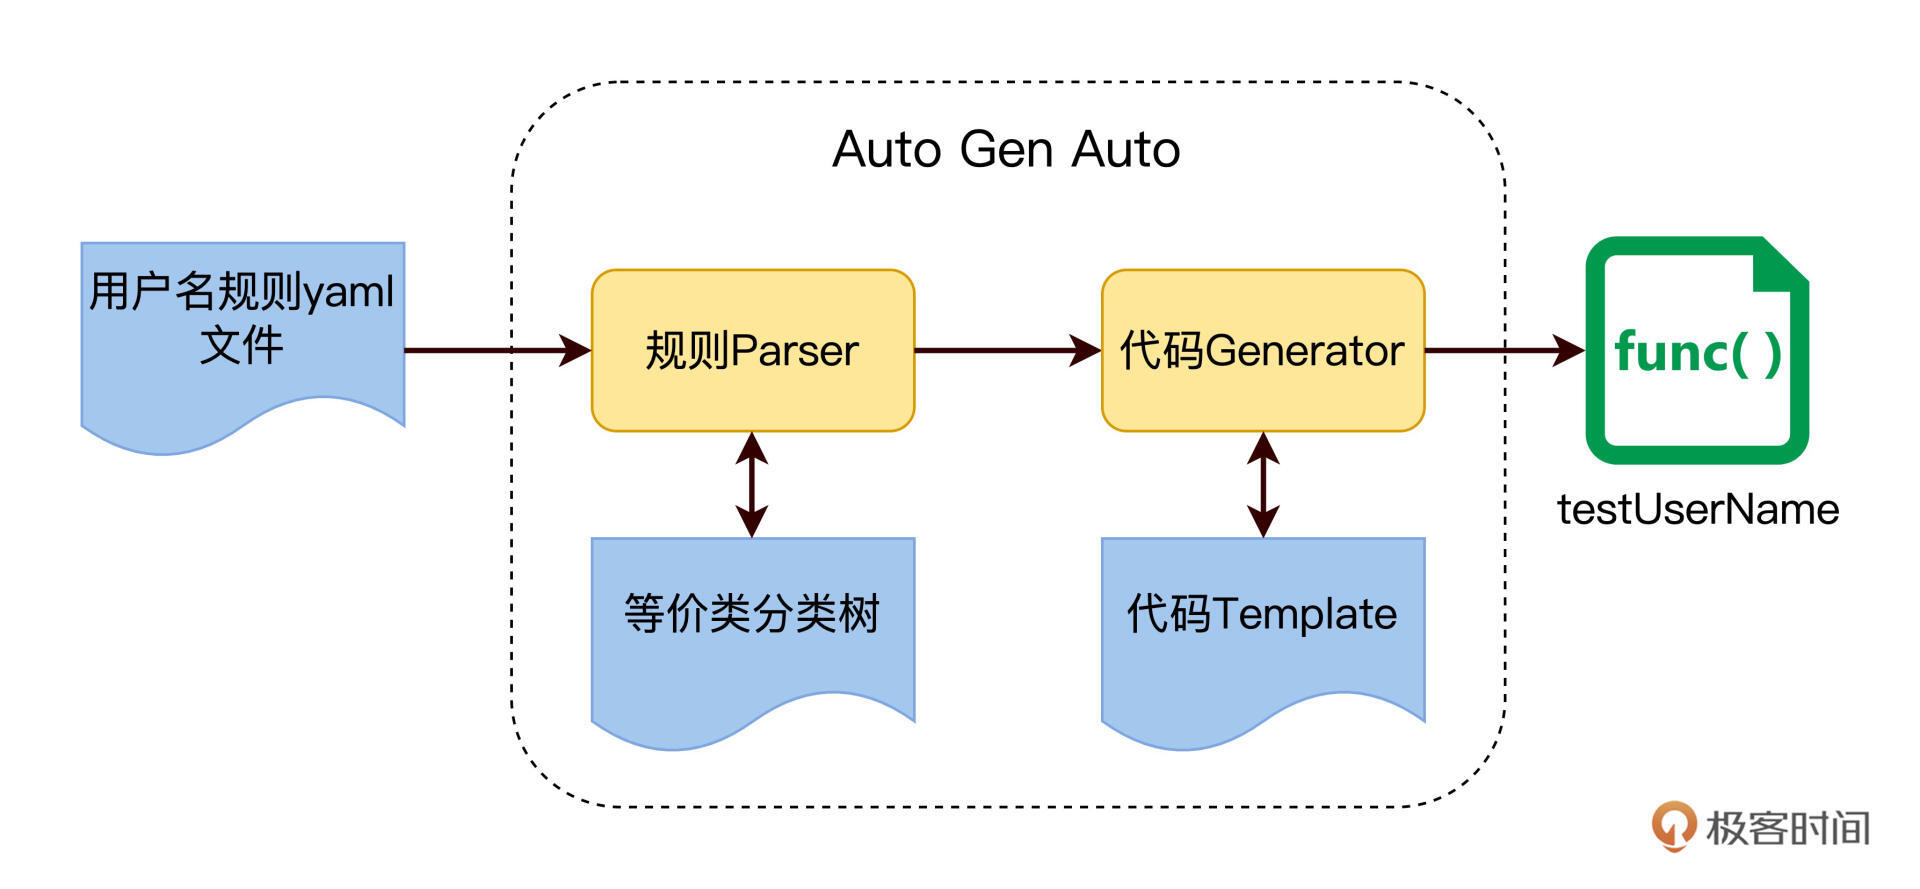 Auto Gen Auto
用户名规则yaml
文件
规则Parser
代码Generator
func( )
testUserName
等价类分类树
代码Template
极客时间